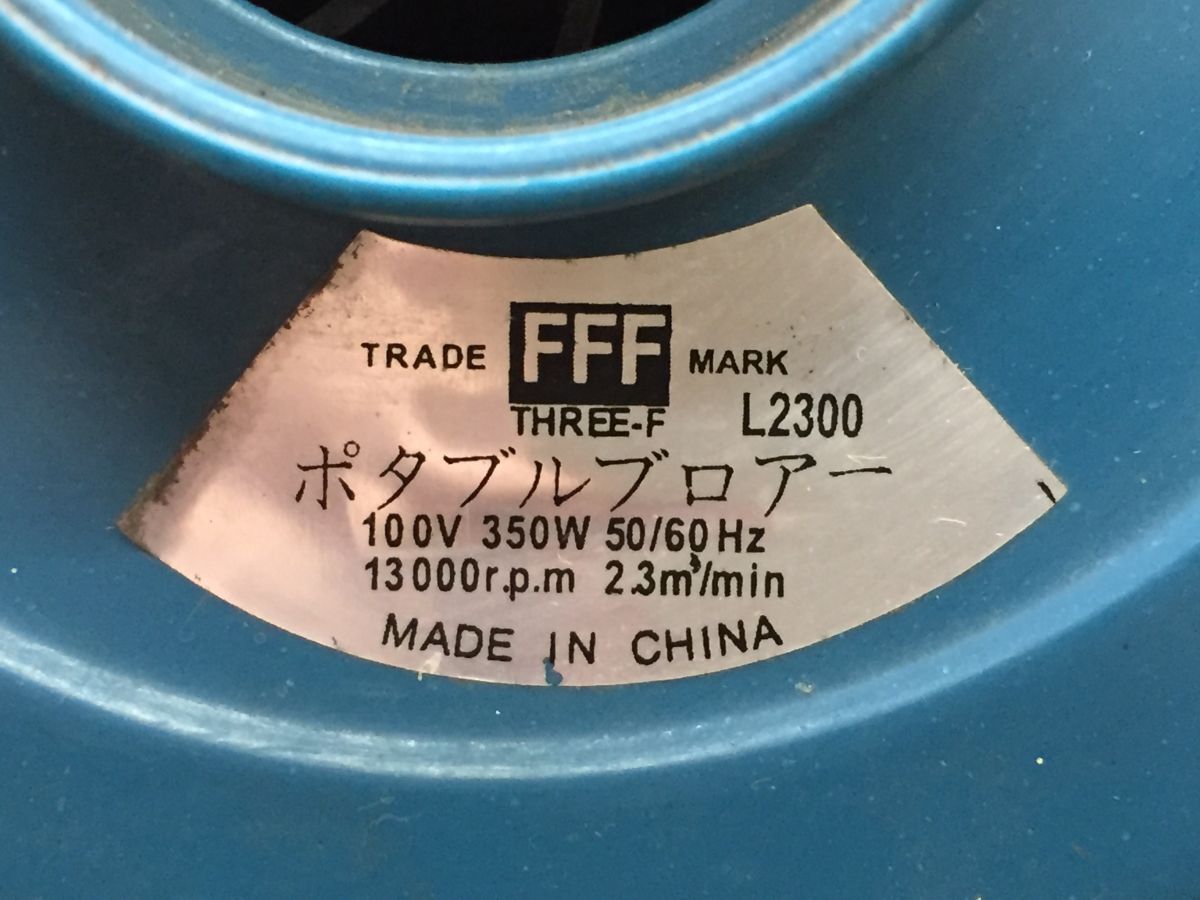 TRADE FFF MARK
THREE-F L2300
ポタブルブロアー
100V 350W 50/60Hz
13000r.p.m 2.3m³/min
MADE IN CHINA